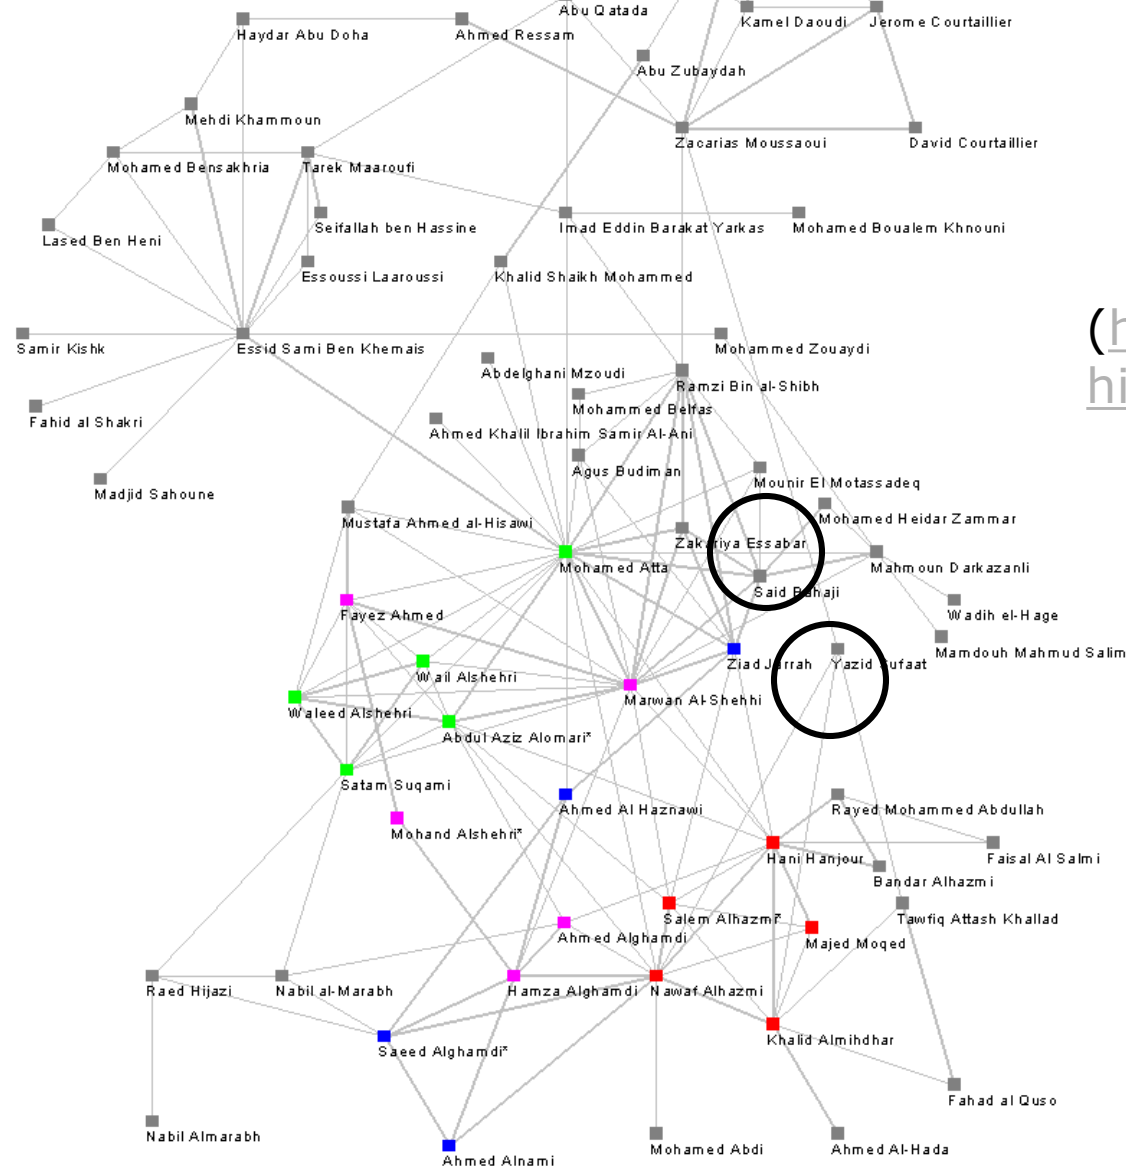 Abu Qatada
Kamel Daoudi
Jerome Courtaillier
Haydar Abu Doha
Ahmed Ressam
Abu Zubaydah
Mehdi Khammoun
Zacarias Moussaoui
David Courtaillier
Mohamed Bensakhria
Tarek Maaroufi
Seifallah ben Hassine
Imad Eddin Barakat Yarkas
Mohamed Boualem Khnouni
Lased Ben Heni
Essoussi Laaroussi
Khalid Shaikh Mohammed
(h
Samir Kishk
Essid Sami Ben Khemais
Mohammed Zouaydi
Abdelghani Mzoudi
Ramzi Bin al-Shibh
hi
Mohammed Belfas
Fahid al Shakri
Ahmed Khalil Ibrahim Samir Al-Ani
Agus Budiman
Mounir El Motassadeq
Madjid Sahoune
Mustafa Ahmed al-Hisawi
Mohamed Heidar Zammar
Zakariya Essabar
Mohamed Atta
Mahmoun Darkazanli
Said Bahaji
Fayez Ahmed
Wadih el-Hage
Mamdouh Mahmud Salim
Ziad Jarrah
Yazid Sufaat
Wail Alshehri
Marwan Al-Shehhi
Waleed Alshehri
Abdul Aziz Alomari*
Satam Suqami
Ahmed Al Haznawi
Rayed Mohammed Abdullah
Mohand Alshehri*
Hani Hanjour
Faisal Al Salmi
Bandar Alhazmi
Salem Alhazmi*
Tawfiq Attash Khallad
Ahmed Alghamdi
Majed Moqed
Raed Hijazi
Nabil al-Marabh
Hamza Alghamdi
Nawaf Alhazmi
Khalid Almihdhar
Saeed Alghamdi*
Fahad al Quso
Nabil Almarabh
Mohamed Abdi
Ahmed Al-Hada
Ahmed Alnami